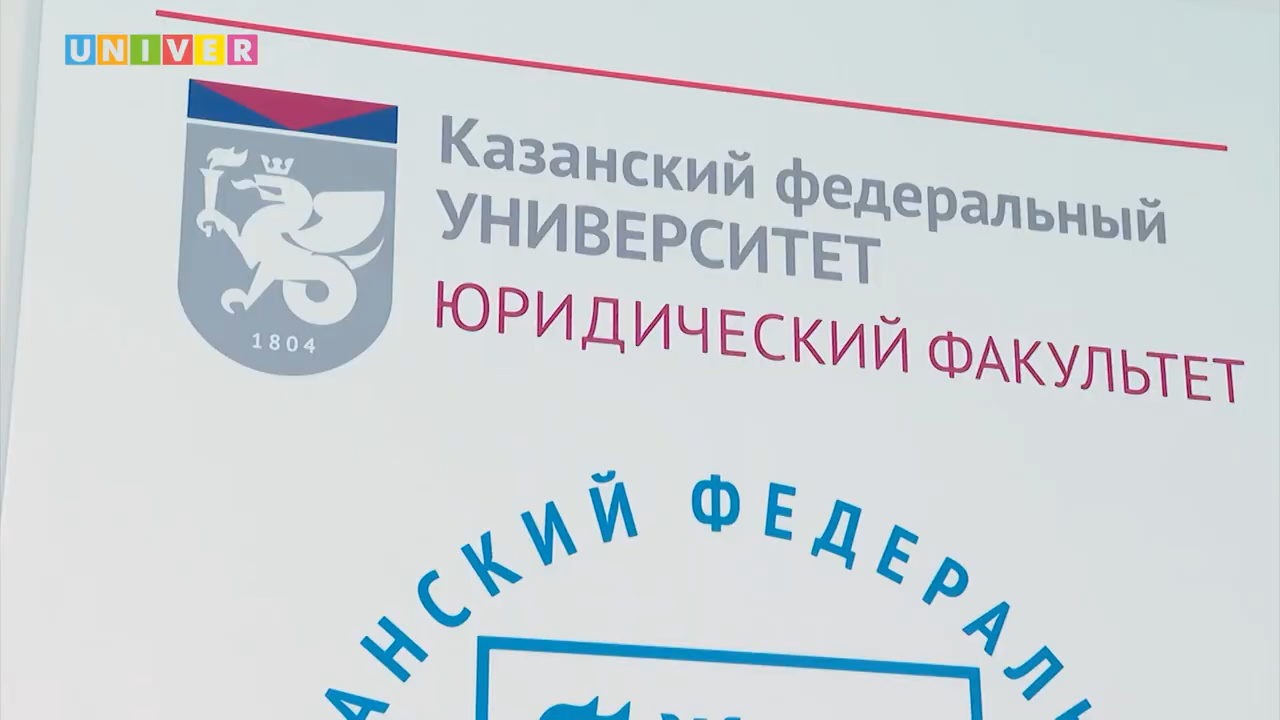 UNIVER
Казанский федеральный
УНИВЕРСИТЕТ
ЮРИДИЧЕСКИЙ ФАКУЛЬТЕТ
1804
АНСКИЙ ФЕДЕРАЛЬ